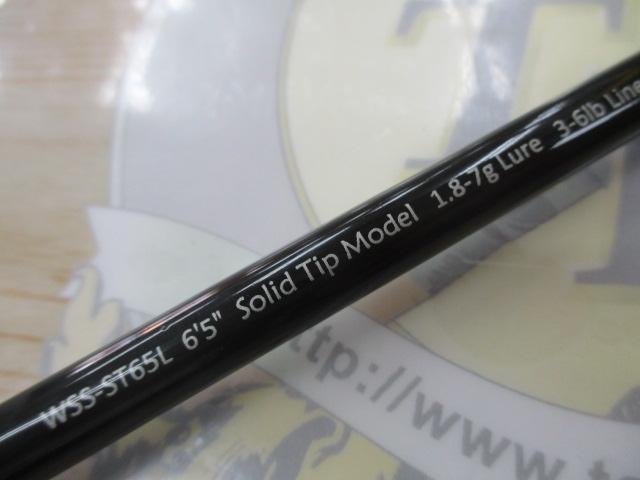 WSS-ST65L 6'5" Solid Tip Model 1.8-7g Lure 3-6lb Line
T
http://www